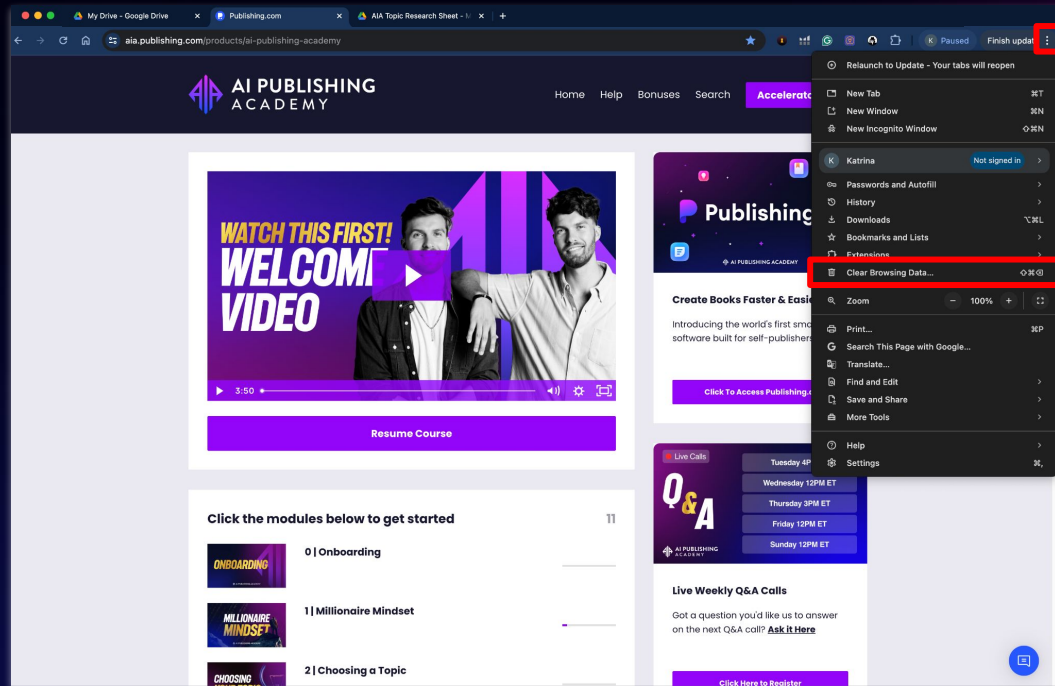 My Drive - Google Drive
Publishing.com
AIA Topic Research Sheet - M
aia.publishing.com/products/ai-publishing-academy
K Paused
Finish updat
AI PUBLISHING
ACADEMY
Home Help Bonuses Search
Accelerato
WATCH THIS FIRST!
WELCOME
VIDEO
3:50
Resume Course
Click the modules below to get started 11
ONBOARDING
0 | Onboarding
MILLIONAIRE
MINDSET
1 | Millionaire Mindset
CHOOSING
2 | Choosing a Topic
Publishing
AI PUBLISHING ACADEMY
Create Books Faster & Easi
Introducing the world's first smo
software built for self-publishers
Click To Access Publishing.c
Live Calls
Q&A
AI PUBLISHING
ACADEMY
Tuesday 4P
Wednesday 12PM ET
Thursday 3PM ET
Friday 12PM ET
Sunday 12PM ET
Live Weekly Q&A Calls
Got a question you'd like us to answer
on the next Q&A call? Ask it Here
Click Here to Register
Relaunch to Update - Your tabs will reopen
New Tab ⌘T
New Window ⌘N
New Incognito Window ⇧⌘N
K Katrina Not signed in
Passwords and Autofill
History
Downloads ⌥⌘L
Bookmarks and Lists
Extensions
Clear Browsing Data... ⇧⌘⌫
Zoom - 100% +
Print... ⌘P
G Search This Page with Google...
Translate...
Find and Edit
Save and Share
More Tools
Help
Settings ⌘,